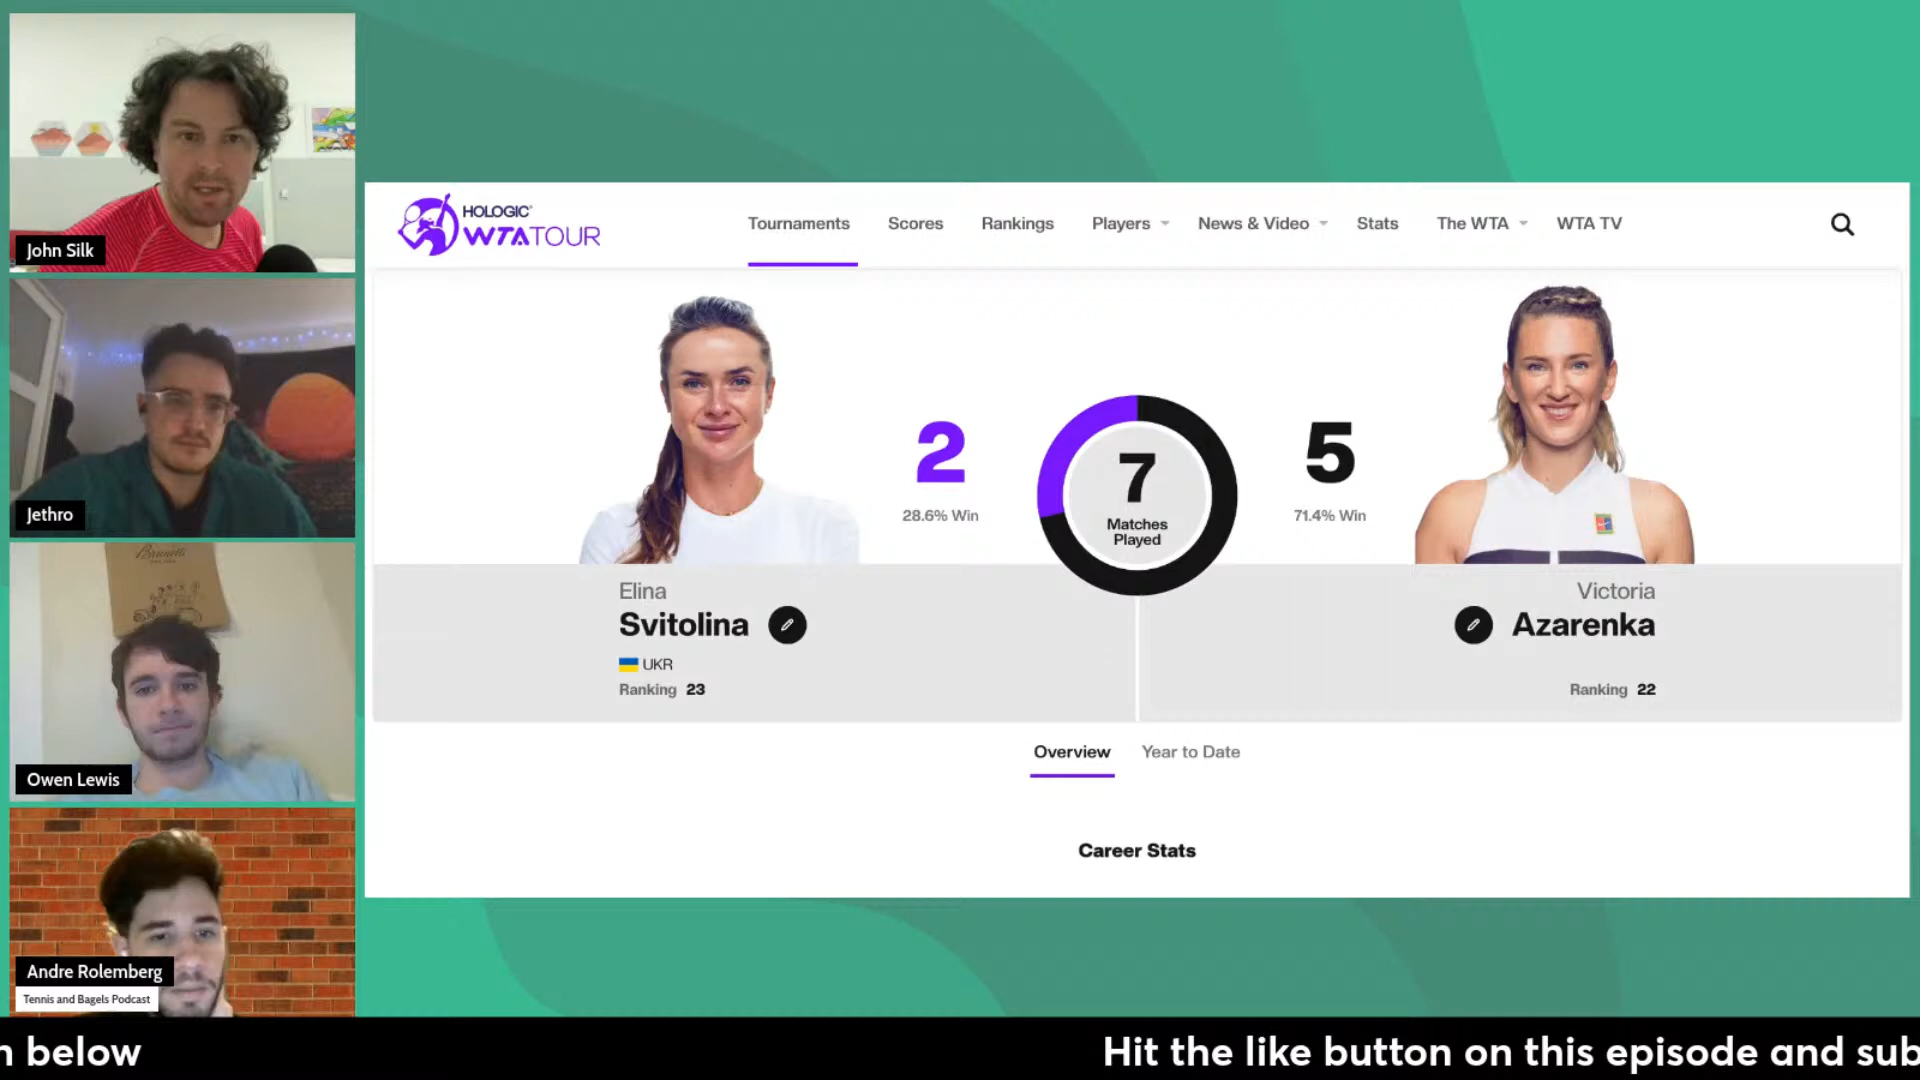 John Silk
Jethro
Brunetti
Owen Lewis
Andre Rolemberg
Tennis and Bagels Podcast
HOLOGIC
WTATOUR
Tournaments
Scores
Rankings
Players
News & Video
Stats
The WTA
WTA TV
2
28.6% Win
7
Matches
Played
5
71.4% Win
Elina
Svitolina
UKR
Ranking 23
Victoria
Azarenka
Ranking 22
Overview
Year to Date
Career Stats
n below
Hit the like button on this episode and sub